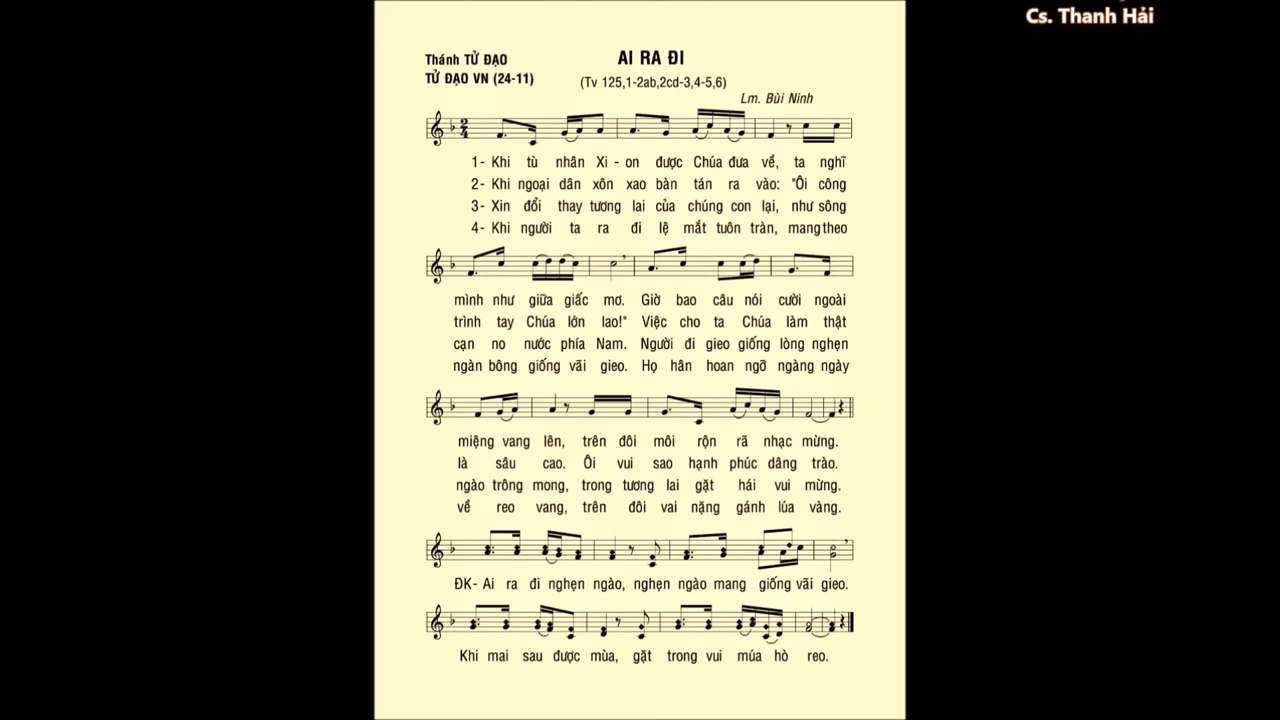 Cs. Thanh Hải
Thánh TỬ ĐẠO
AI RA ĐI
TỬ ĐẠO VN (24-11)
(Tv 125,1-2ab,2cd-3,4-5,6)
Lm. Bùi Ninh
1- Khi tù nhân Xi - on được Chúa đưa về, ta nghĩ
2- Khi ngoại dân xôn xao bàn tán ra vào: "Ôi công
3- Xin đổi thay tương lai của chúng con lại, như sông
4- Khi người ta ra đi lệ mắt tuôn tràn, mang theo
mình như giữa giấc mơ. Giờ bao câu nói cười ngoài
trình tay Chúa lớn lao!" Việc cho ta Chúa làm thật
cạn no nước phía Nam. Người đi gieo giống lòng nghẹn
ngàn bông giống vãi gieo. Họ hân hoan ngỡ ngàng ngày
miệng vang lên, trên đôi môi rộn rã nhạc mừng.
là sâu cao. Ôi vui sao hạnh phúc dâng trào.
ngào trông mong, trong tương lai gặt hái vui mừng.
về reo vang, trên đôi vai nặng gánh lúa vàng.
ĐK- Ai ra đi nghẹn ngào, nghẹn ngào mang giống vãi gieo.
Khi mai sau được mùa, gặt trong vui múa hò reo.